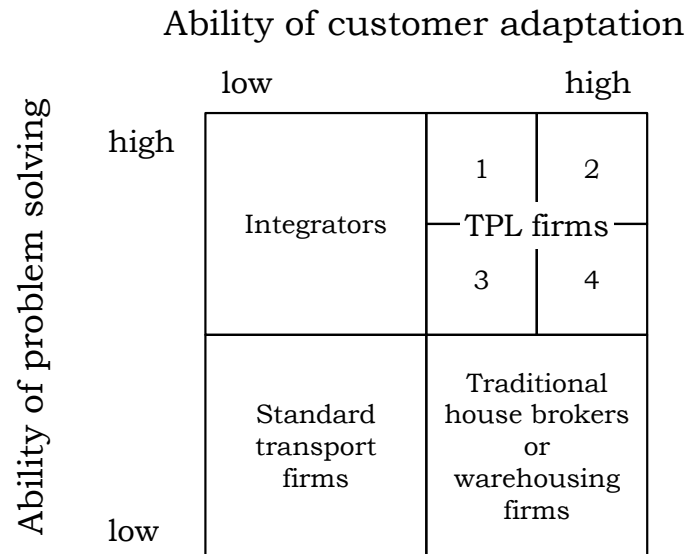 Ability of customer adaptation
low high
Ability of problem solving
high
1 2
Integrators
TPL firms
3 4
Standard
transport
firms
Traditional
house brokers
or
warehousing
firms
low